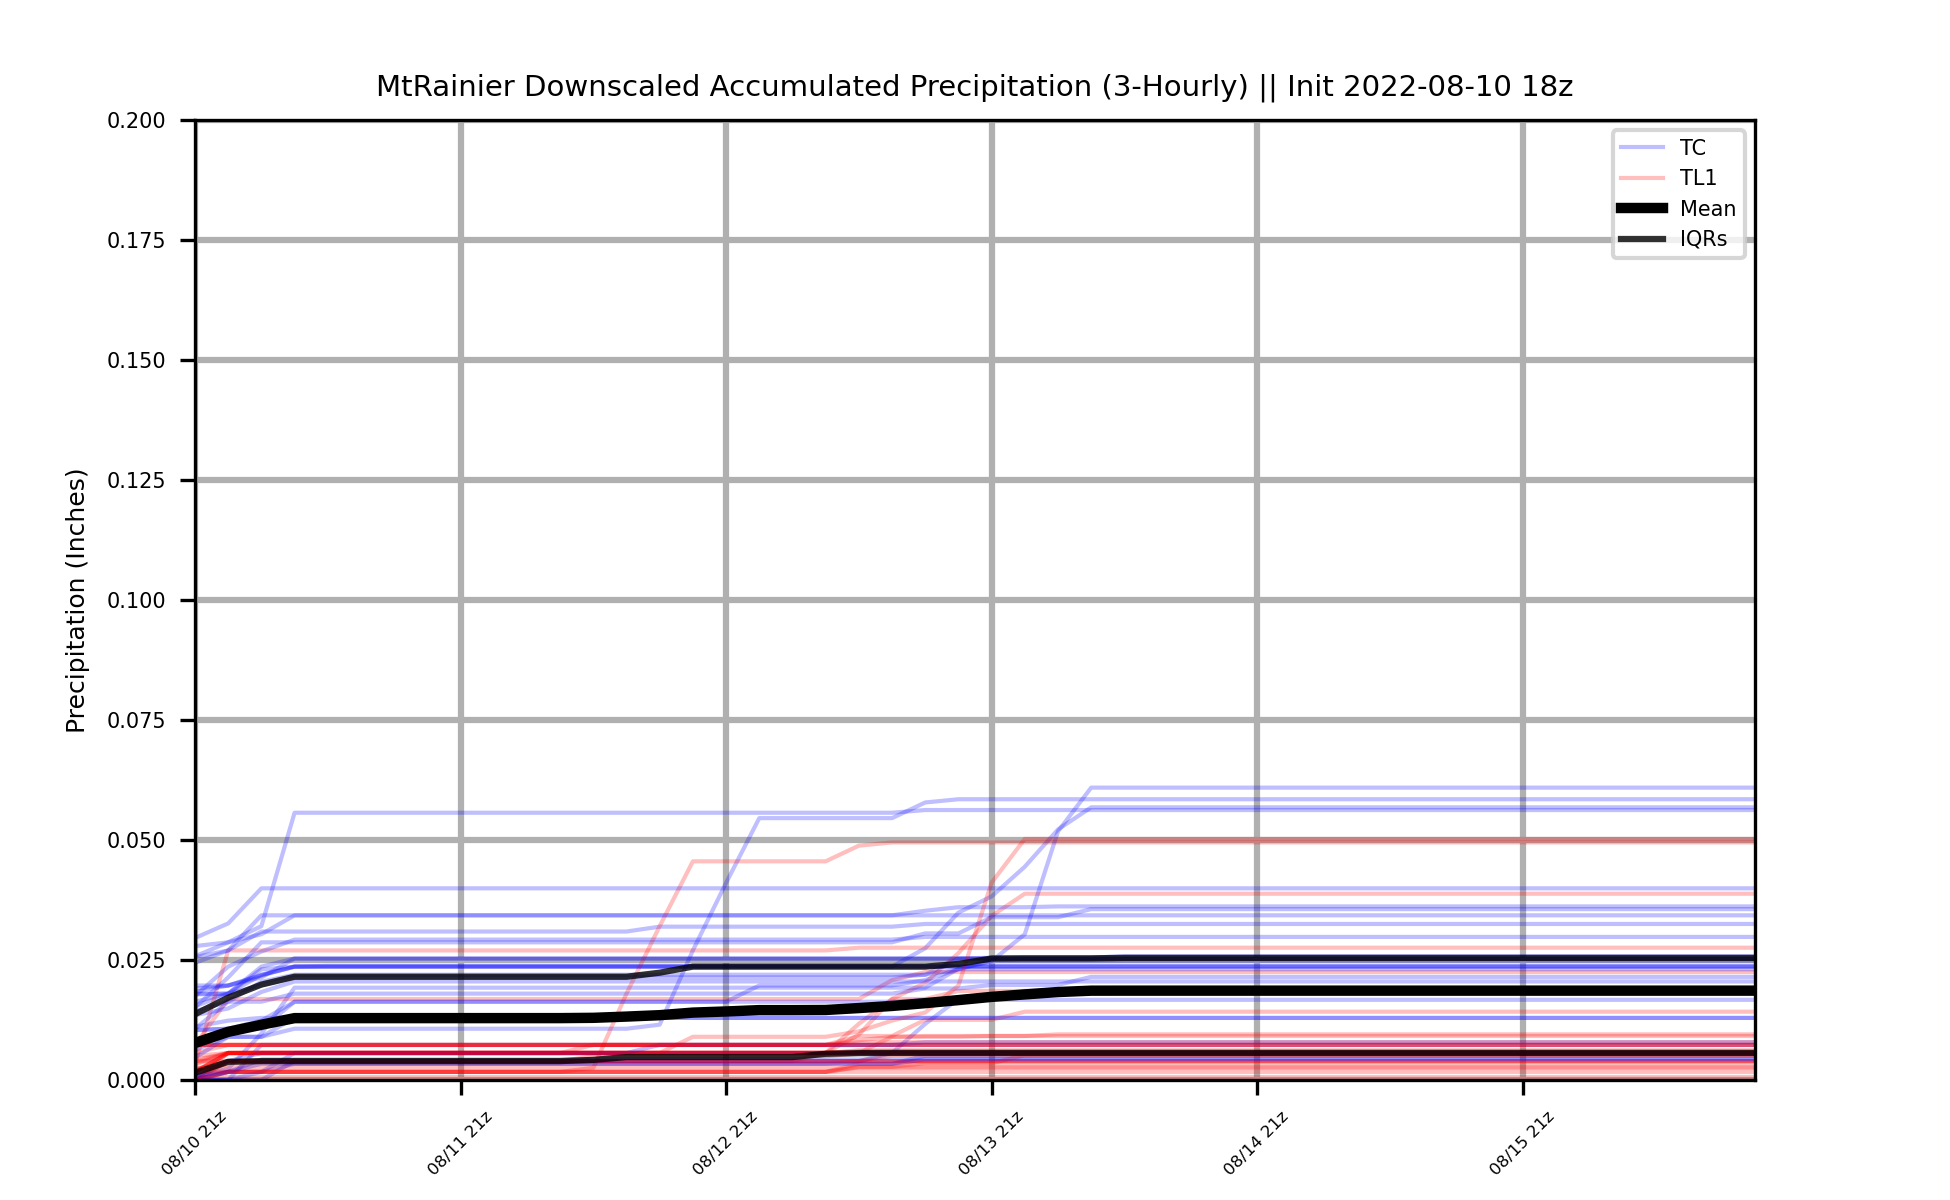 MtRainier Downscaled Accumulated Precipitation (3-Hourly) || Init 2022-08-10 18z
Precipitation (Inches)
0.200
0.175
0.150
0.125
0.100
0.075
0.050
0.025
0.000
TC
TL1
Mean
IQRs
08/10 21z
08/11 21z
08/12 21z
08/13 21z
08/14 21z
08/15 21z